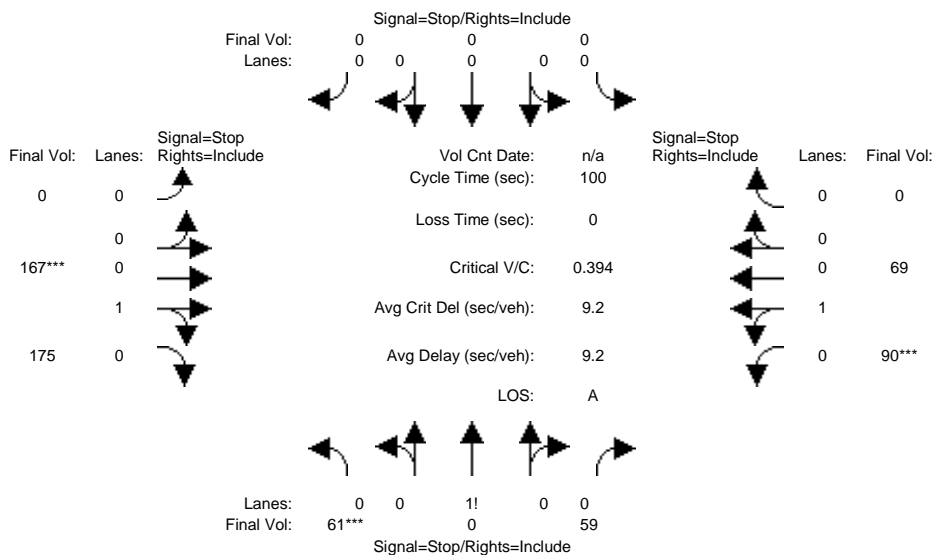 Signal=Stop/Rights=Include
Final Vol: 0 0 0
Lanes: 0 0 0 0 0
Signal=Stop
Final Vol: Lanes: Rights=Include
Vol Cnt Date: n/a
Signal=Stop
Rights=Include Lanes: Final Vol:
Cycle Time (sec): 100
0 0
0 0
Loss Time (sec): 0
0
0
167*** 0
Critical V/C: 0.394
0 69
1
Avg Crit Del (sec/veh): 9.2
1
175 0
Avg Delay (sec/veh): 9.2
0 90***
LOS: A
Lanes: 0 0 1! 0 0
Final Vol: 61*** 0 59
Signal=Stop/Rights=Include